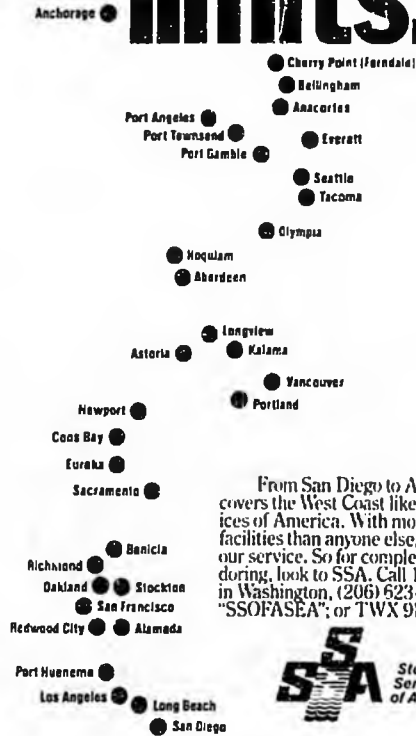 Anchorage
Cherry Point (Ferndale)
Bellingham
Anacortes
Port Angeles
Port Townsend
Everett
Port Gamble
Seattle
Tacoma
Olympia
Hoquiam
Aberdeen
Longview
Astoria
Kalama
Vancouver
Newport
Portland
Coos Bay
Eureka
Sacramento
Benicia
Richmond
Oakland
Stockton
San Francisco
Redwood City
Alameda
Port Hueneme
Los Angeles
Long Beach
San Diego
From San Diego to A
covers the West Coast like
ices of America. With mo
facilities than anyone else,
our service. So for comple
doring, look to SSA. Call 1
in Washington, (206) 623-
"SSOFASEA"; or TWX 9
SSA
Ste
Ser
of A